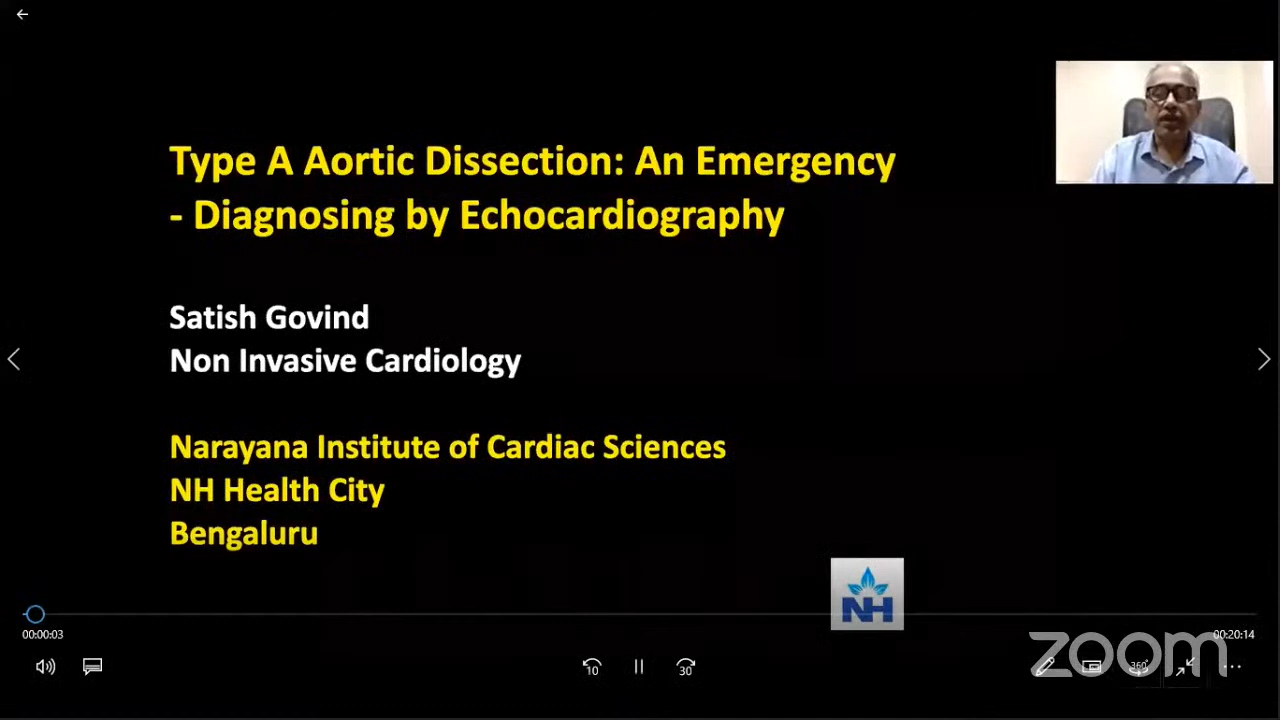 Type A Aortic Dissection: An Emergency
- Diagnosing by Echocardiography
Satish Govind
Non Invasive Cardiology
Narayana Institute of Cardiac Sciences
NH Health City
Bengaluru
NH
00:00:03
00:20:14
10
30
360°
zoom